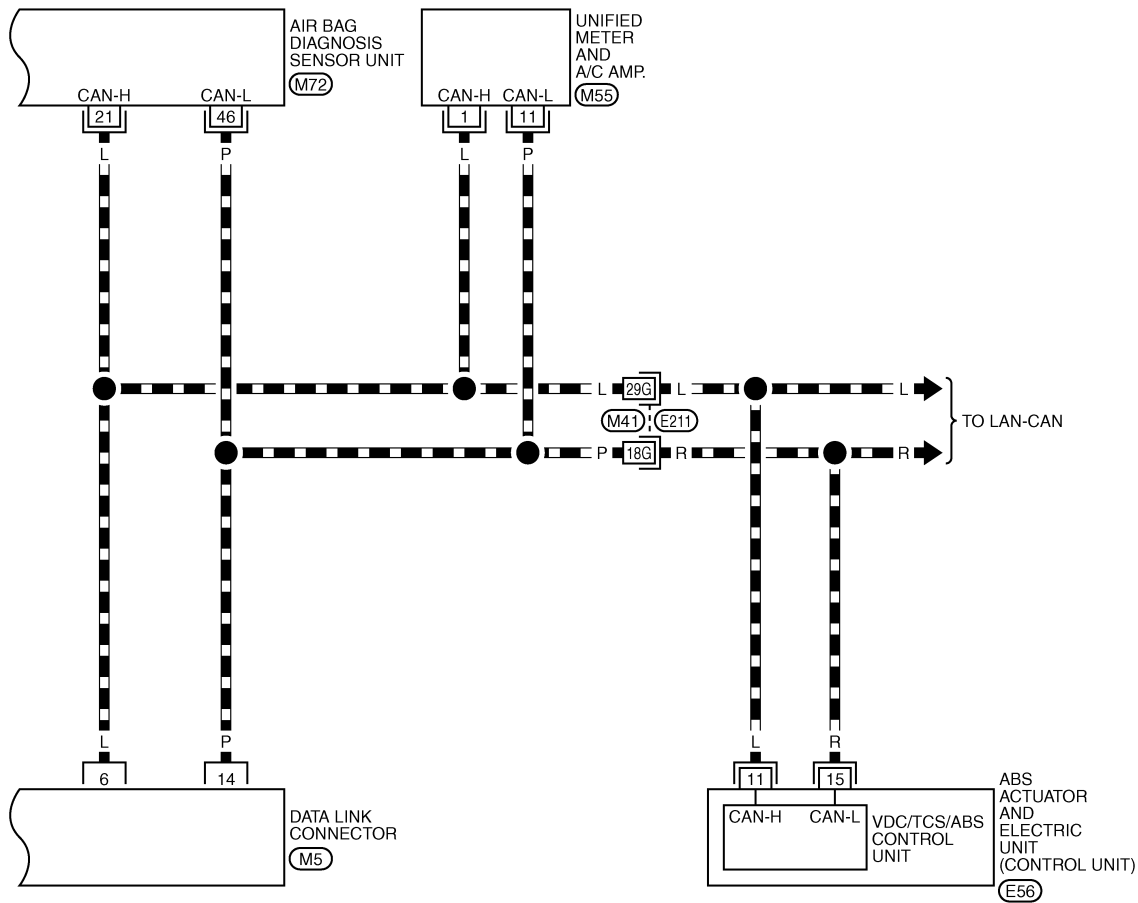 AIR BAG
DIAGNOSIS
SENSOR UNIT
M72
CAN-H
CAN-L
21
46
L
P
UNIFIED
METER
AND
A/C AMP.
M55
CAN-H
CAN-L
1
11
L
P
L
29G
L
L
M41
E211
TO LAN-CAN
P
18G
R
R
L
P
6
14
DATA LINK
CONNECTOR
M5
L
R
11
15
CAN-H
CAN-L
VDC/TCS/ABS
CONTROL
UNIT
ABS
ACTUATOR
AND
ELECTRIC
UNIT
(CONTROL UNIT)
E56